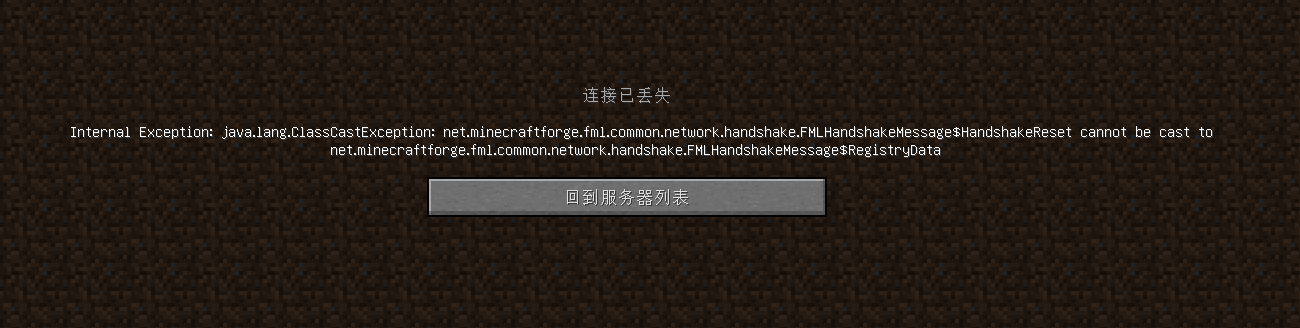 连接已丢失
Internal Exception: java.lang.ClassCastException: net.minecraftforge.fml.common.network.handshake.FMLHandshakeMessage$HandshakeReset cannot be cast to
net.minecraftforge.fml.common.network.handshake.FMLHandshakeMessage$RegistryData
回到服务器列表